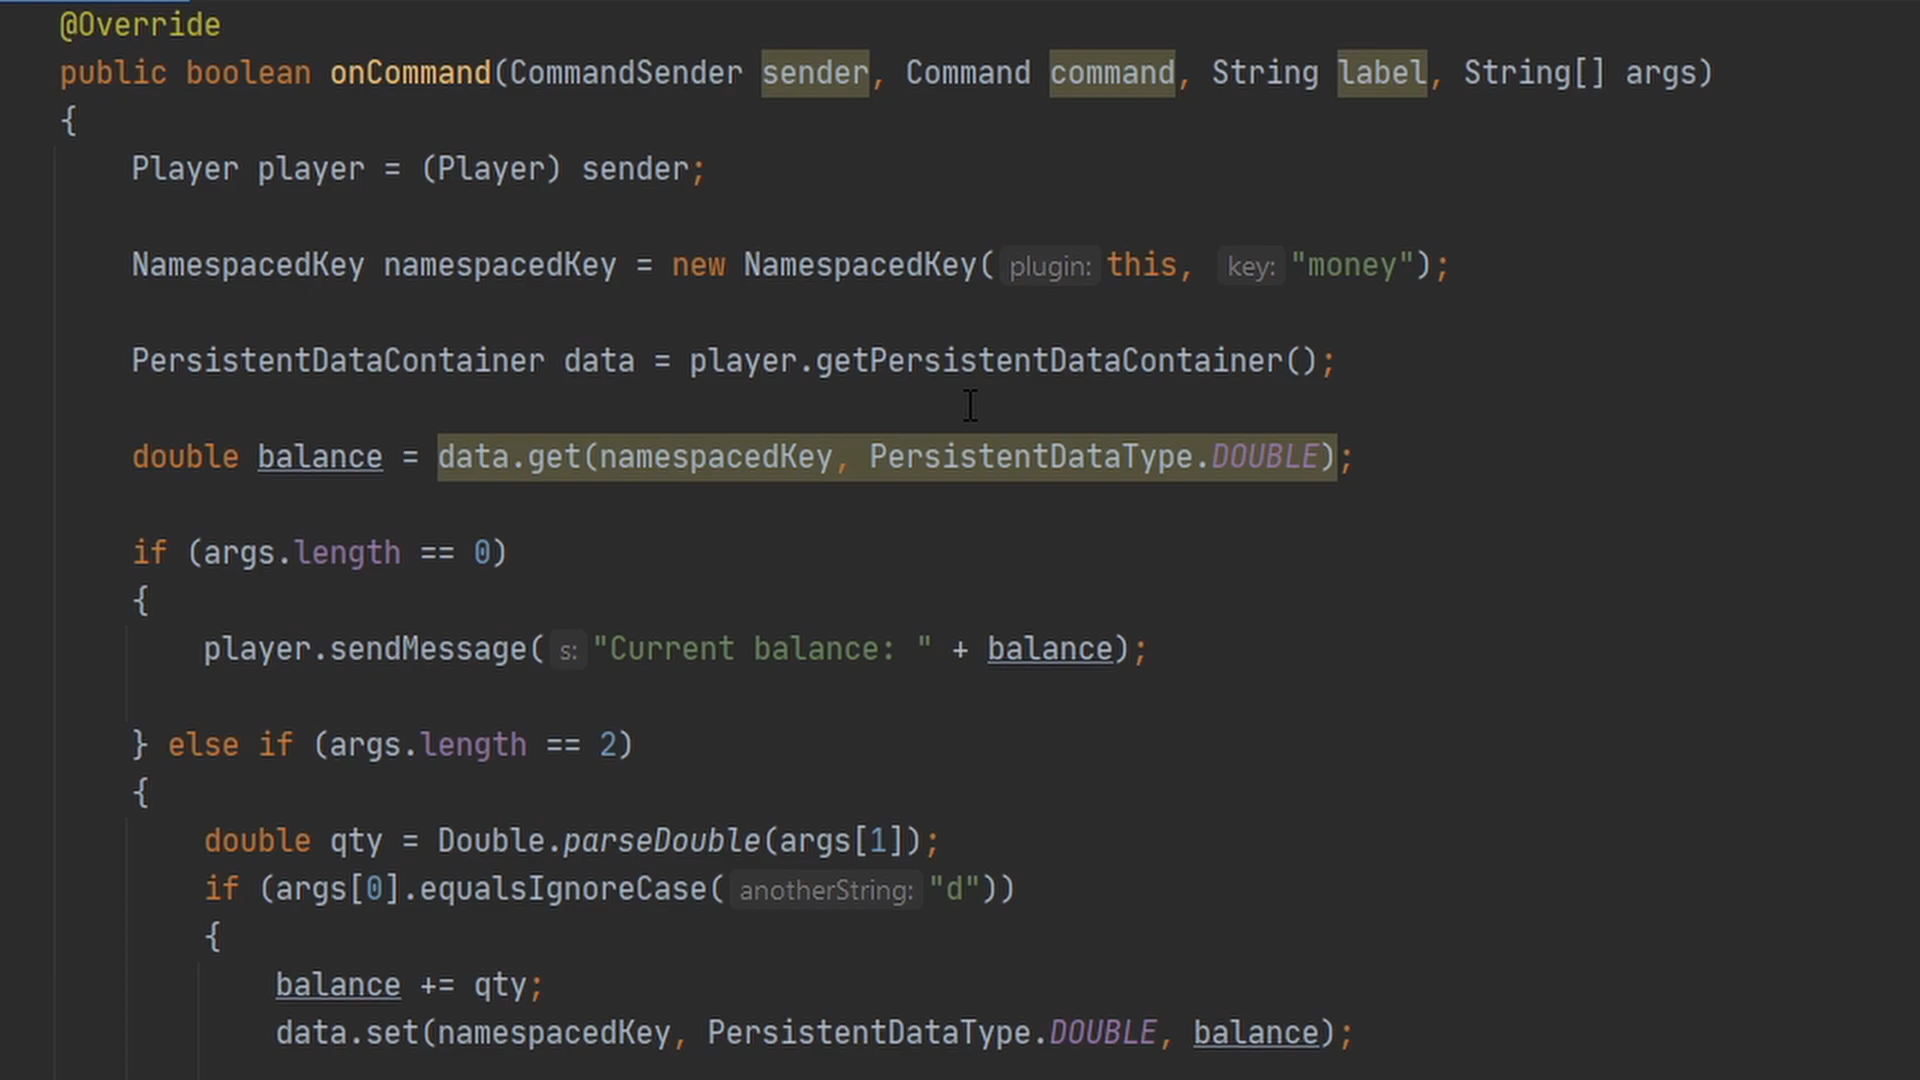 @Override
public boolean onCommand(CommandSender sender, Command command, String label, String[] args)
{
Player player = (Player) sender;
NamespacedKey namespacedKey = new NamespacedKey( plugin: this, key: "money");
PersistentDataContainer data = player.getPersistentDataContainer();
double balance = data.get(namespacedKey, PersistentDataType.DOUBLE);
if (args.length == 0)
{
player.sendMessage( s: "Current balance: " + balance);
} else if (args.length == 2)
{
double qty = Double.parseDouble(args[1]);
if (args[0].equalsIgnoreCase( anotherString: "d"))
{
balance += qty;
data.set(namespacedKey, PersistentDataType.DOUBLE, balance);